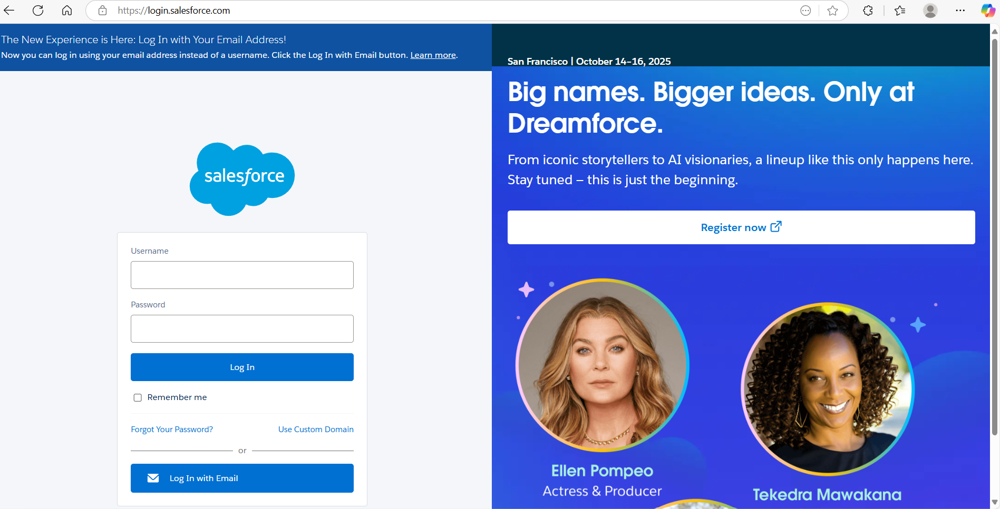 https://login.salesforce.com
The New Experience is Here: Log In with Your Email Address!
Now you can log in using your email address instead of a username. Click the Log In with Email button. Learn more.
salesforce
Username
Password
Log In
Remember me
Forgot Your Password?
Use Custom Domain
or
Log In with Email
San Francisco | October 14–16, 2025
Big names. Bigger ideas. Only at
Dreamforce.
From iconic storytellers to AI visionaries, a lineup like this only happens here.
Stay tuned – this is just the beginning.
Register now
Ellen Pompeo
Actress & Producer
Tekedra Mawakana